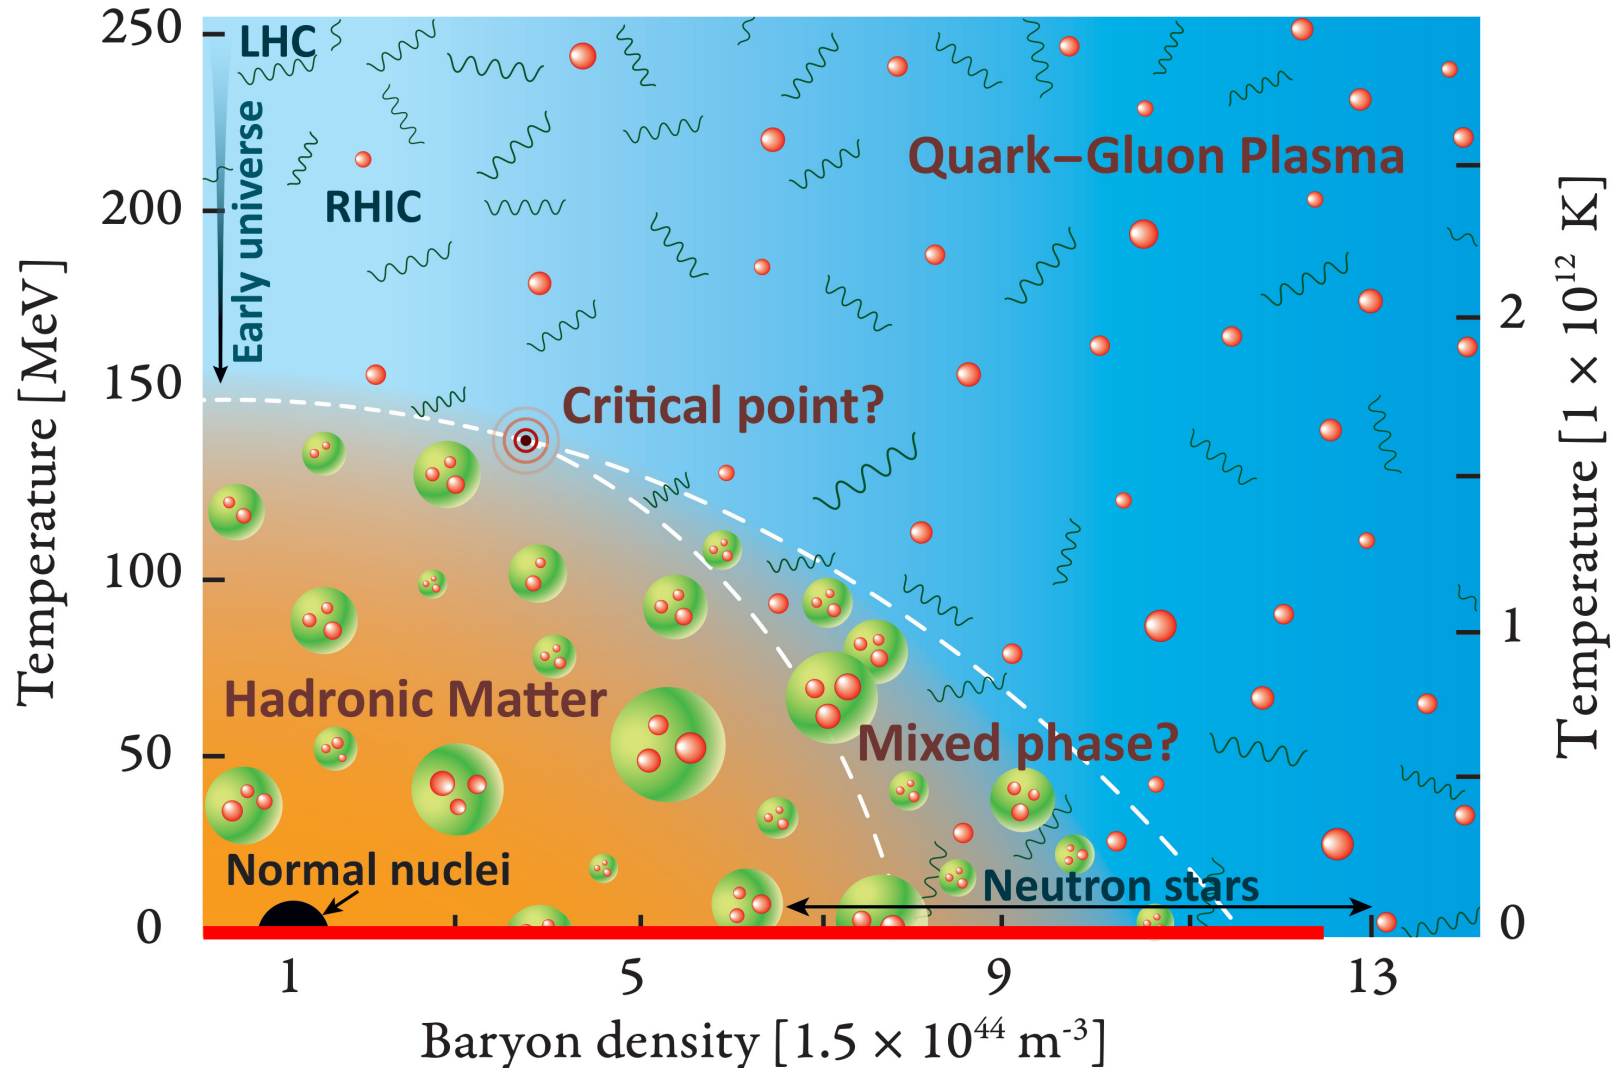 250
LHC
Early universe
Quark–Gluon Plasma
RHIC
200
2
150
Critical point?
100
1
Hadronic Matter
50
Mixed phase?
Normal nuclei
Neutron stars
0
0
1
5
9
13
Baryon density [1.5 × 10⁴⁴ m⁻³]
Temperature [MeV]
Temperature [1 × 10¹² K]